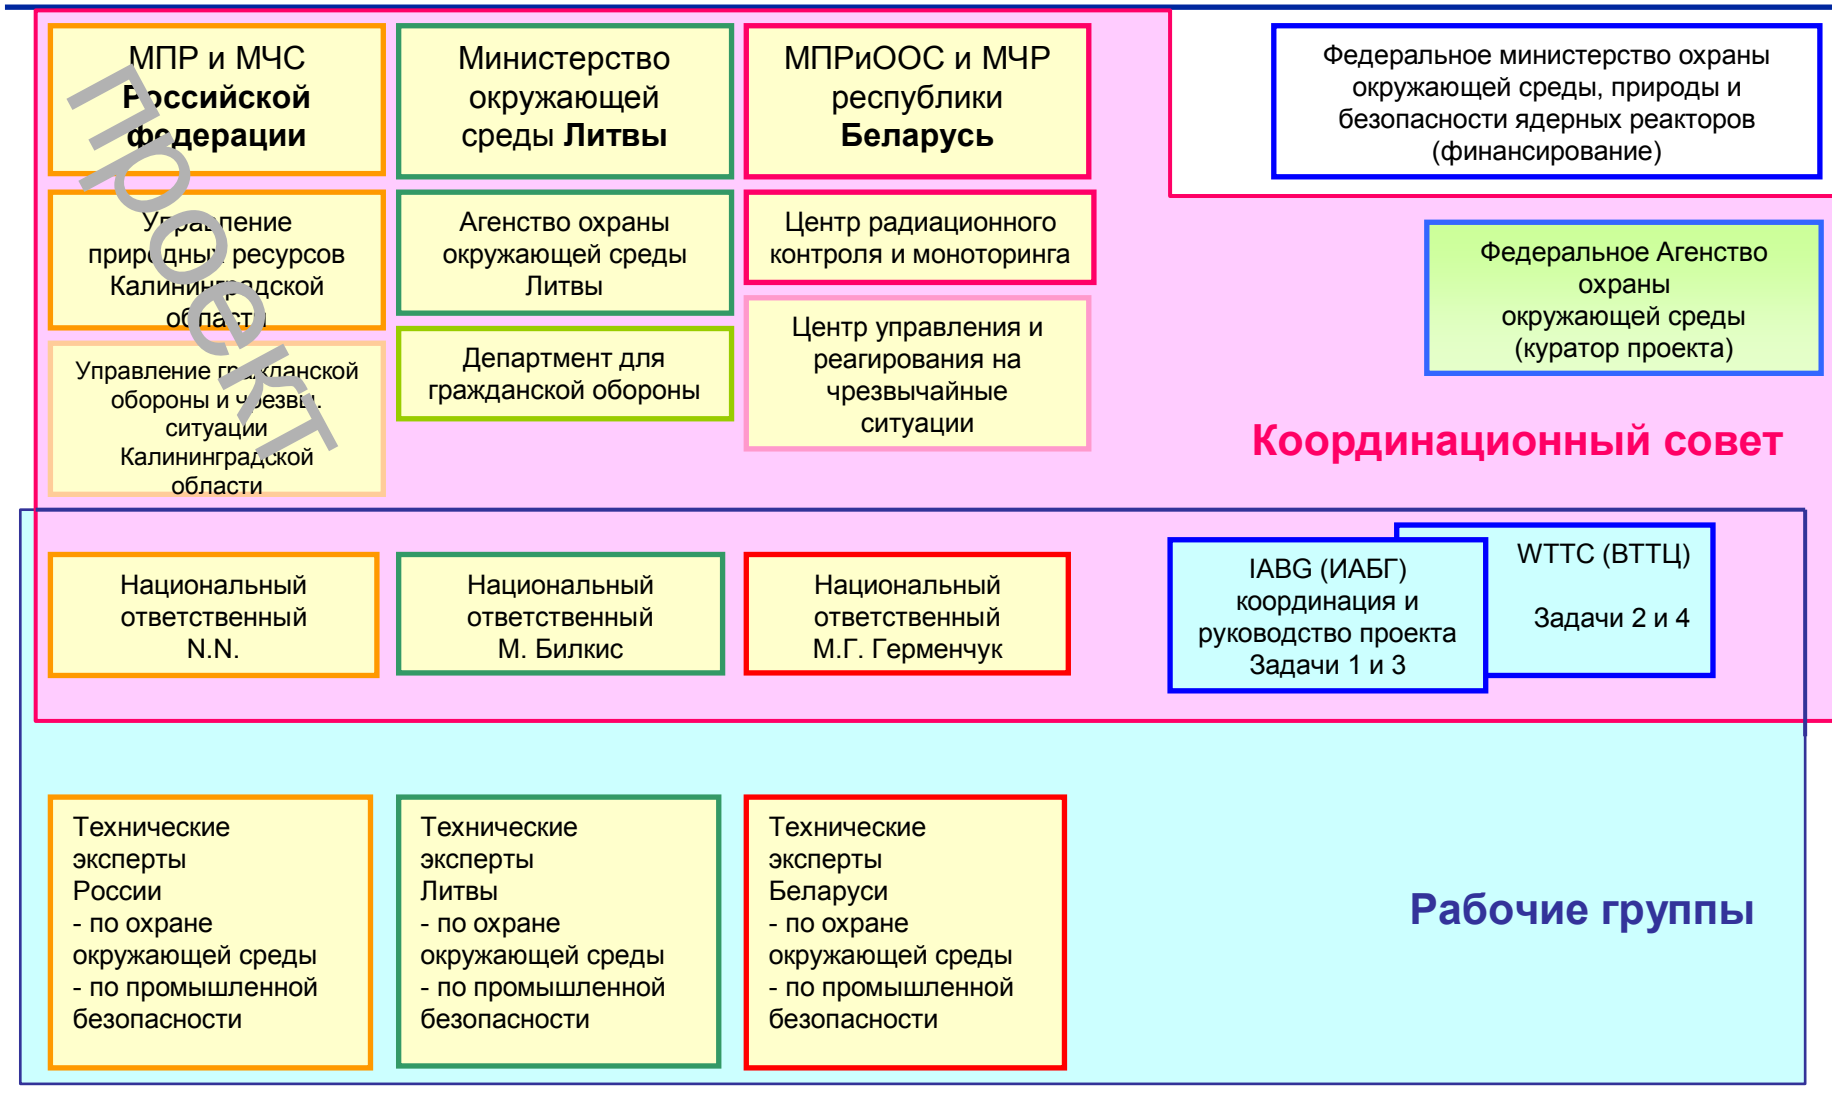 МПР и МЧС
Российской
федерации
Министерство
окружающей
среды Литвы
МПРиООС и МЧР
республики
Беларусь
Федеральное министерство охраны
окружающей среды, природы и
безопасности ядерных реакторов
(финансирование)
Управление
природных ресурсов
Калининградской
области
Агенство охраны
окружающей среды
Литвы
Центр радиационного
контроля и моноторинга
Федеральное Агенство
охраны
окружающей среды
(куратор проекта)
Управление гражданской
обороны и чрезвы.
ситуации
Калининградской
области
Департмент для
гражданской обороны
Центр управления и
реагирования на
чрезвычайные
ситуации
Проект
Координационный совет
Национальный
ответственный
N.N.
Национальный
ответственный
М. Билкис
Национальный
ответственный
М.Г. Герменчук
IABG (ИАБГ)
координация и
руководство проекта
Задачи 1 и 3
WTTC (ВТТЦ)
Задачи 2 и 4
Технические
эксперты
России
- по охране
окружающей среды
- по промышленной
безопасности
Технические
эксперты
Литвы
- по охране
окружающей среды
- по промышленной
безопасности
Технические
эксперты
Беларуси
- по охране
окружающей среды
- по промышленной
безопасности
Рабочие группы